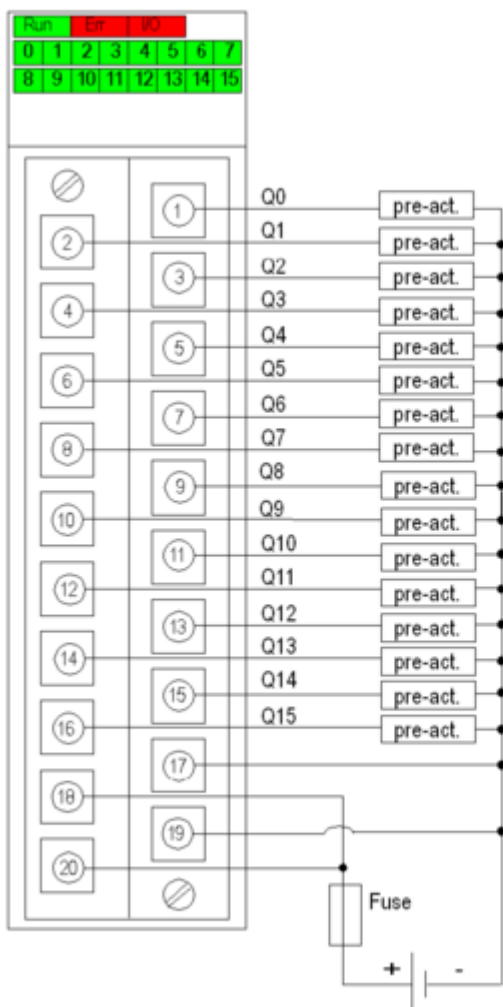 Run Err I/O
0 1 2 3 4 5 6 7
8 9 10 11 12 13 14 15
1 Q0 pre-act.
2 Q1 pre-act.
3 Q2 pre-act.
4 Q3 pre-act.
5 Q4 pre-act.
6 Q5 pre-act.
7 Q6 pre-act.
8 Q7 pre-act.
9 Q8 pre-act.
10 Q9 pre-act.
11 Q10 pre-act.
12 Q11 pre-act.
13 Q12 pre-act.
14 Q13 pre-act.
15 Q14 pre-act.
16 Q15 pre-act.
17
18
19
20
Fuse
+ -